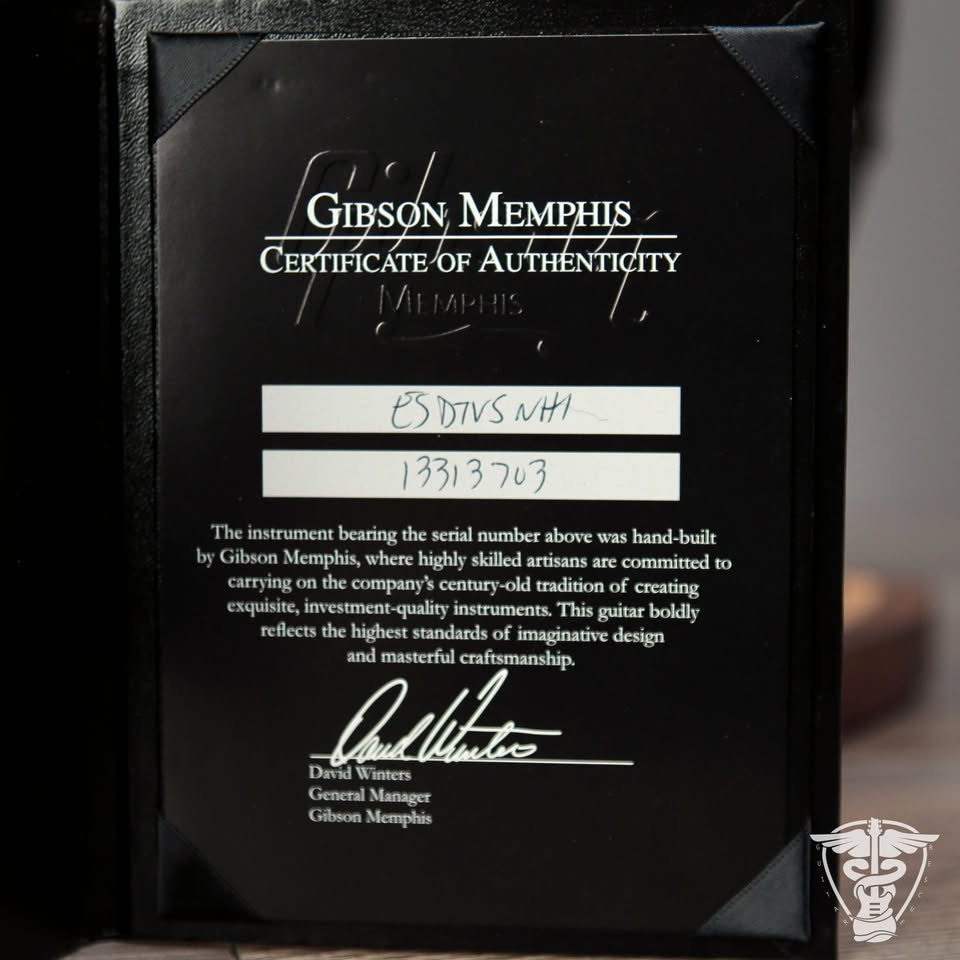 GIBSON MEMPHIS
CERTIFICATE OF AUTHENTICITY
MEMPHIS
ESDTVSNH1
13313703
The instrument bearing the serial number above was hand-built
by Gibson Memphis, where highly skilled artisans are committed to
carrying on the company's century-old tradition of creating
exquisite, investment-quality instruments. This guitar boldly
reflects the highest standards of imaginative design
and masterful craftsmanship.
David Winters
David Winters
General Manager
Gibson Memphis